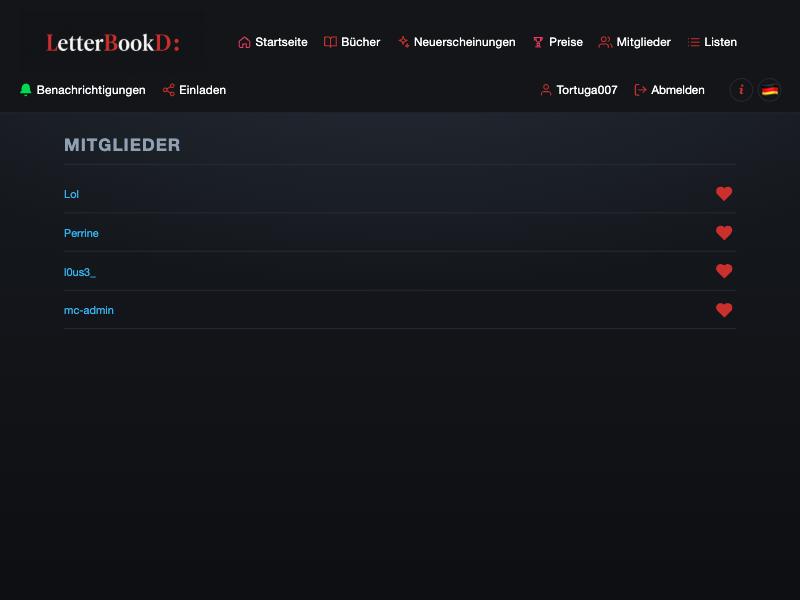 LetterBookD:
Startseite
Bücher
Neuerscheinungen
Preise
Mitglieder
Listen
Benachrichtigungen
Einladen
Tortuga007
Abmelden
i
MITGLIEDER
Lol
Perrine
l0us3_
mc-admin